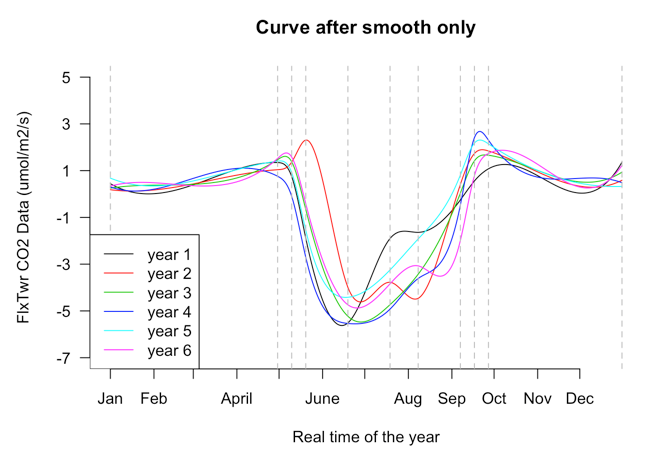 Curve after smooth only
FlxTwr CO2 Data (umol/m2/s)
5
3
1
-1
-3
-5
-7
year 1
year 2
year 3
year 4
year 5
year 6
Jan Feb April June Aug Sep Oct Nov Dec
Real time of the year